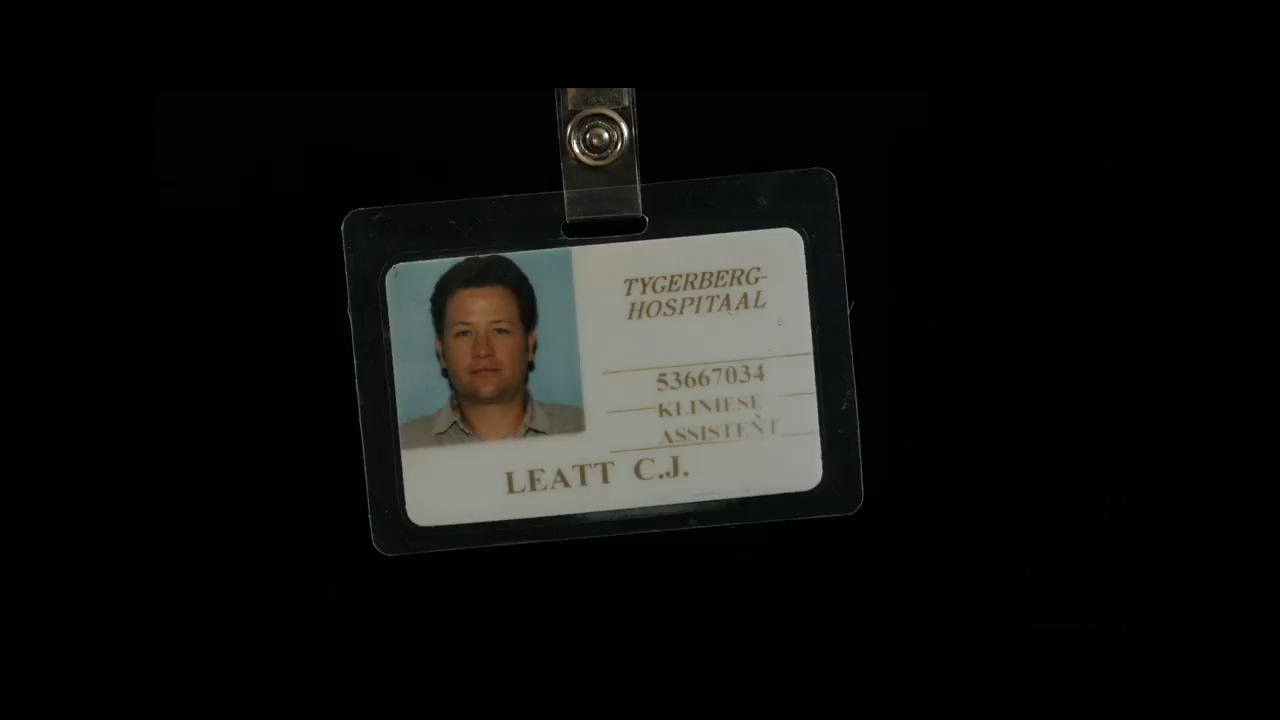 TYGERBERG-
HOSPITAAL
53667034
KLINIESE
ASSISTENT
LEATT C.J.